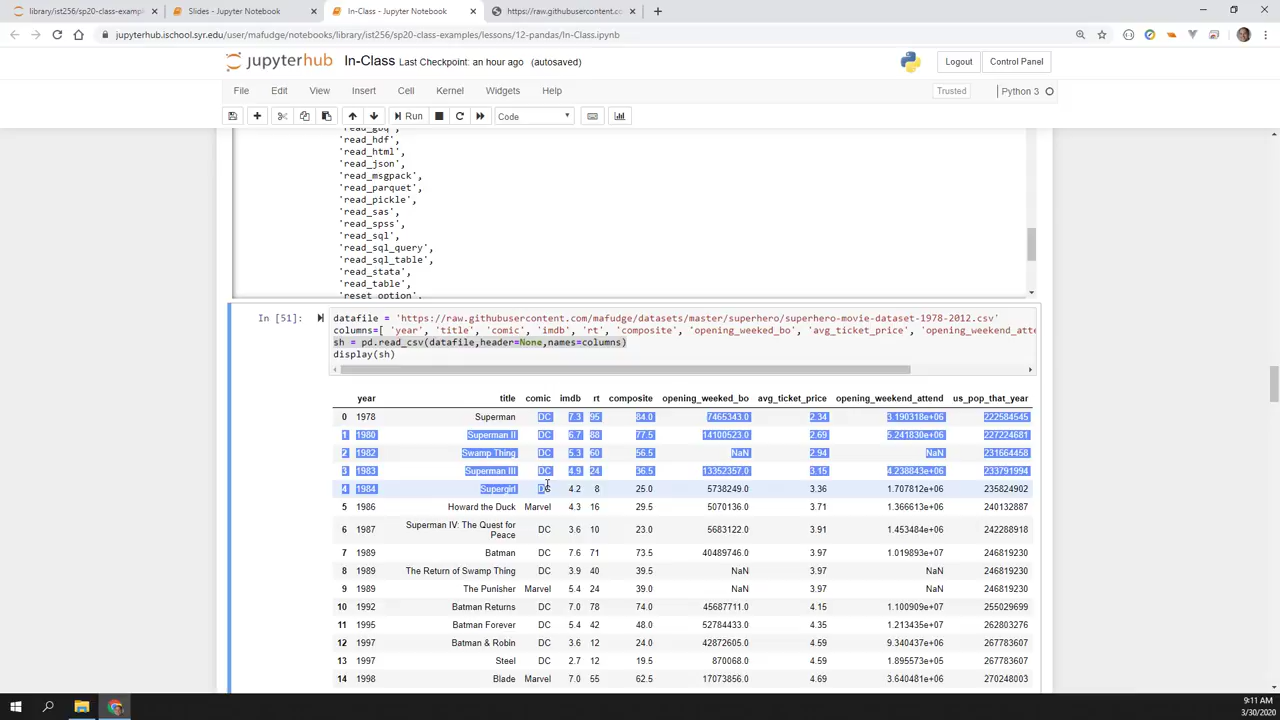 library/ist256/sp20-class-exampl
Slides - Jupyter Notebook
In-Class - Jupyter Notebook
https://raw.githubusercontent.co
jupyterhub.ischool.syr.edu/user/mafudge/notebooks/library/ist256/sp20-class-examples/lessons/12-pandas/In-Class.ipynb
jupyterhub In-Class Last Checkpoint: an hour ago (autosaved) Logout Control Panel
File Edit View Insert Cell Kernel Widgets Help Trusted Python 3
Run Code
'read_gbq',
'read_hdf',
'read_html',
'read_json',
'read_msgpack',
'read_parquet',
'read_pickle',
'read_sas',
'read_spss',
'read_sql',
'read_sql_query',
'read_sql_table',
'read_stata',
'read_table',
'reset_option',
In [51]: datafile = 'https://raw.githubusercontent.com/mafudge/datasets/master/superhero/superhero-movie-dataset-1978-2012.csv'
columns=[ 'year', 'title', 'comic', 'imdb', 'rt', 'composite', 'opening_weeked_bo', 'avg_ticket_price', 'opening_weekend_atte
sh = pd.read_csv(datafile,header=None,names=columns)
display(sh)
year title comic imdb rt composite opening_weeked_bo avg_ticket_price opening_weekend_attend us_pop_that_year
0 1978 Superman DC 7.3 95 84.0 7465343.0 2.34 3.190318e+06 222584545
1 1980 Superman II DC 6.7 88 77.5 14100523.0 2.69 5.241830e+06 227224681
2 1982 Swamp Thing DC 5.3 60 56.5 NaN 2.94 NaN 231664458
3 1983 Superman III DC 4.9 24 36.5 13352357.0 3.15 4.238843e+06 233791994
4 1984 Supergirl DC 4.2 8 25.0 5738249.0 3.36 1.707812e+06 235824902
5 1986 Howard the Duck Marvel 4.3 16 29.5 5070136.0 3.71 1.366613e+06 240132887
6 1987 Superman IV: The Quest for Peace DC 3.6 10 23.0 5683122.0 3.91 1.453484e+06 242288918
7 1989 Batman DC 7.6 71 73.5 40489746.0 3.97 1.019893e+07 246819230
8 1989 The Return of Swamp Thing DC 3.9 40 39.5 NaN 3.97 NaN 246819230
9 1989 The Punisher Marvel 5.4 24 39.0 NaN 3.97 NaN 246819230
10 1992 Batman Returns DC 7.0 78 74.0 45687711.0 4.15 1.100909e+07 255029699
11 1995 Batman Forever DC 5.4 42 48.0 52784433.0 4.35 1.213435e+07 262803276
12 1997 Batman & Robin DC 3.6 12 24.0 42872605.0 4.59 9.340437e+06 267783607
13 1997 Steel DC 2.7 12 19.5 870068.0 4.59 1.895573e+05 267783607
14 1998 Blade Marvel 7.0 55 62.5 17073856.0 4.69 3.640481e+06 270248003
9:11 AM
3/30/2020